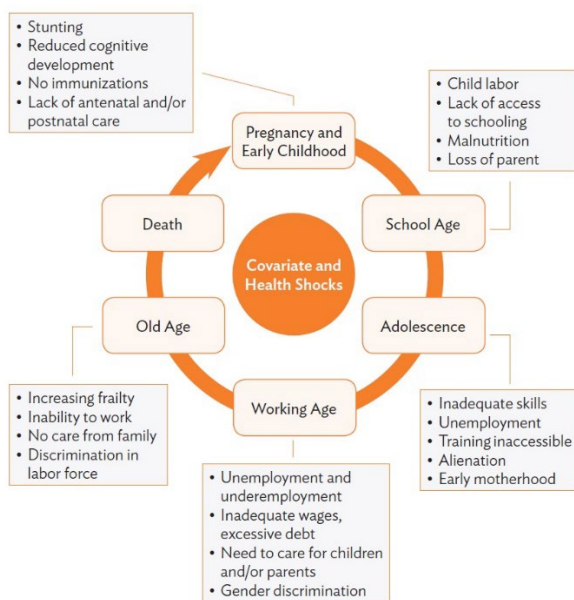 • Stunting
• Reduced cognitive
development
• No immunizations
• Lack of antenatal and/or
postnatal care
• Child labor
• Lack of access
to schooling
• Malnutrition
• Loss of parent
Pregnancy and
Early Childhood
Death
School Age
Covariate and
Health Shocks
Old Age
Adolescence
Working Age
• Increasing frailty
• Inability to work
• No care from family
• Discrimination in
labor force
• Inadequate skills
• Unemployment
• Training inaccessible
• Alienation
• Early motherhood
• Unemployment and
underemployment
• Inadequate wages,
excessive debt
• Need to care for children
and/or parents
• Gender discrimination